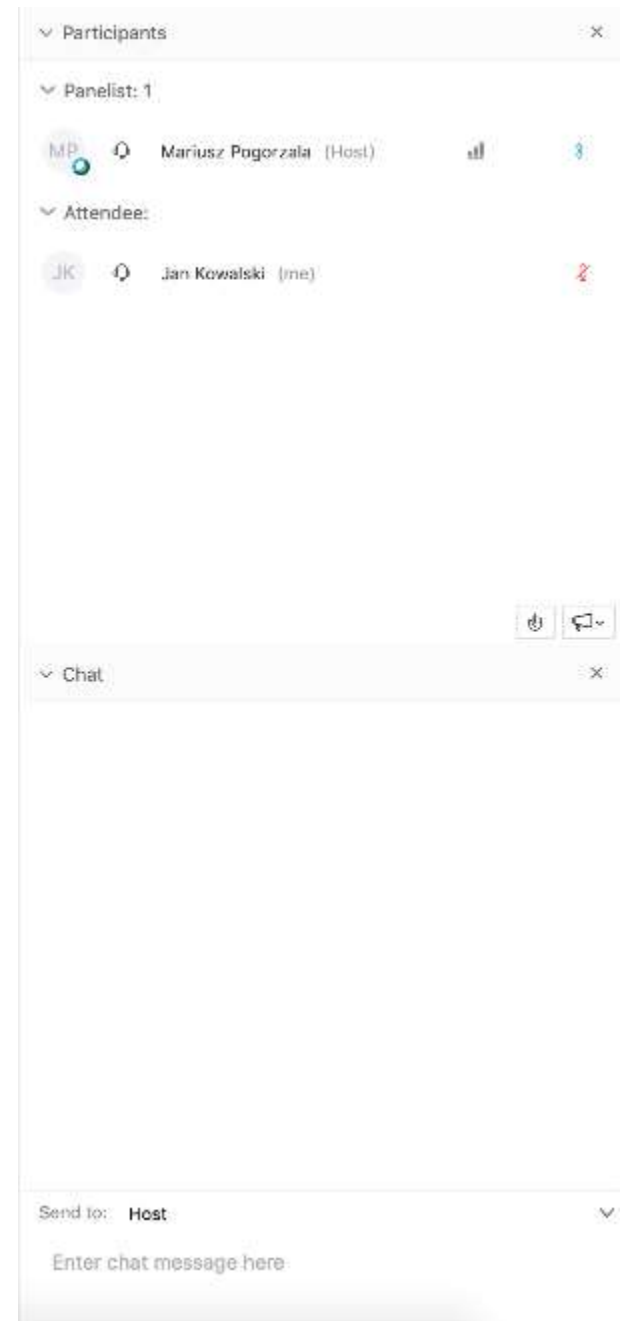 Participants
Panelist: 1
MP Mariusz Pogorzala (Host)
Attendee:
JK Jan Kowalski (me)
Chat
Send to: Host
Enter chat message here